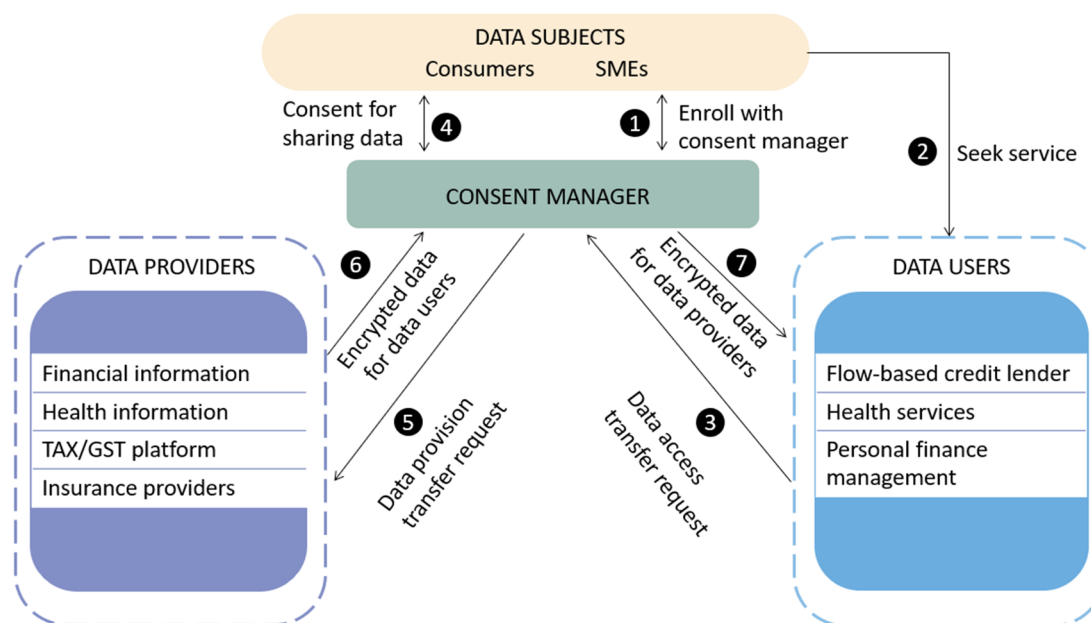 DATA SUBJECTS
Consumers SMEs
Consent for
sharing data
4
1
Enroll with
consent manager
2
Seek service
CONSENT MANAGER
DATA PROVIDERS
Financial information
Health information
TAX/GST platform
Insurance providers
6
Encrypted data
for data users
5
Data provision
transfer request
7
Encrypted data
for data providers
3
Data access
transfer request
DATA USERS
Flow-based credit lender
Health services
Personal finance
management